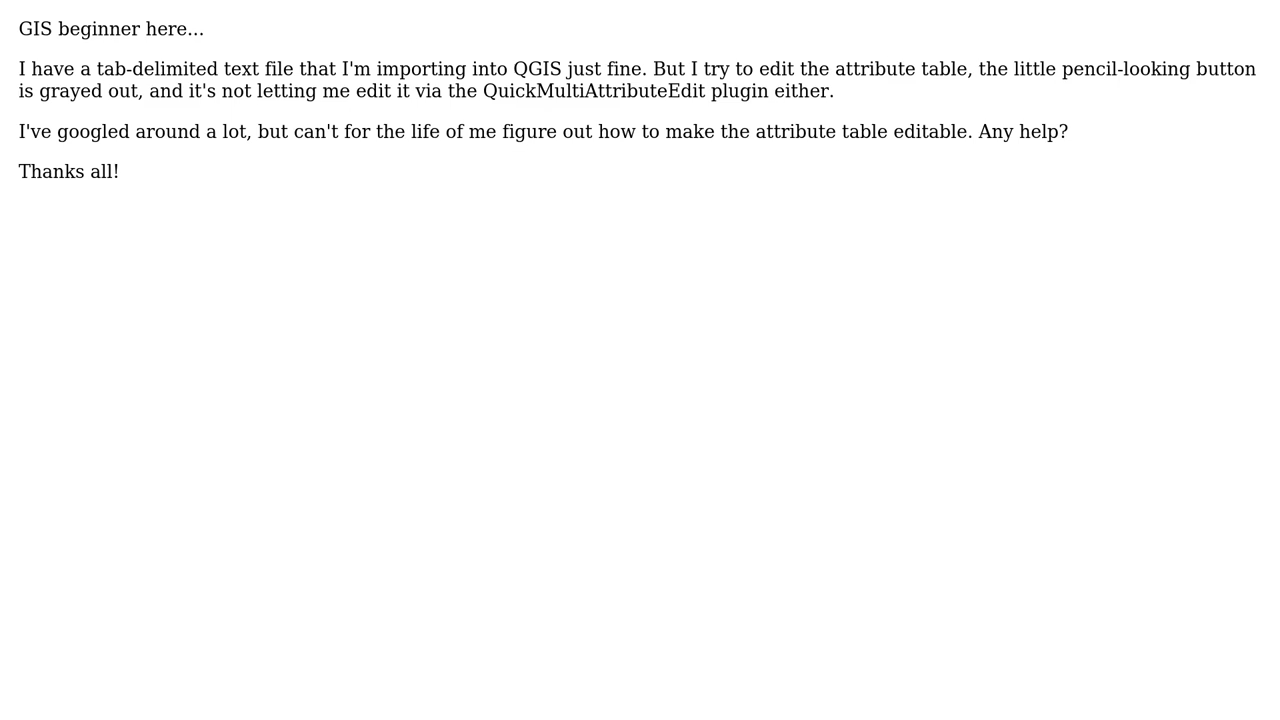 GIS beginner here...
I have a tab-delimited text file that I'm importing into QGIS just fine. But I try to edit the attribute table, the little pencil-looking button
is grayed out, and it's not letting me edit it via the QuickMultiAttributeEdit plugin either.
I've googled around a lot, but can't for the life of me figure out how to make the attribute table editable. Any help?
Thanks all!